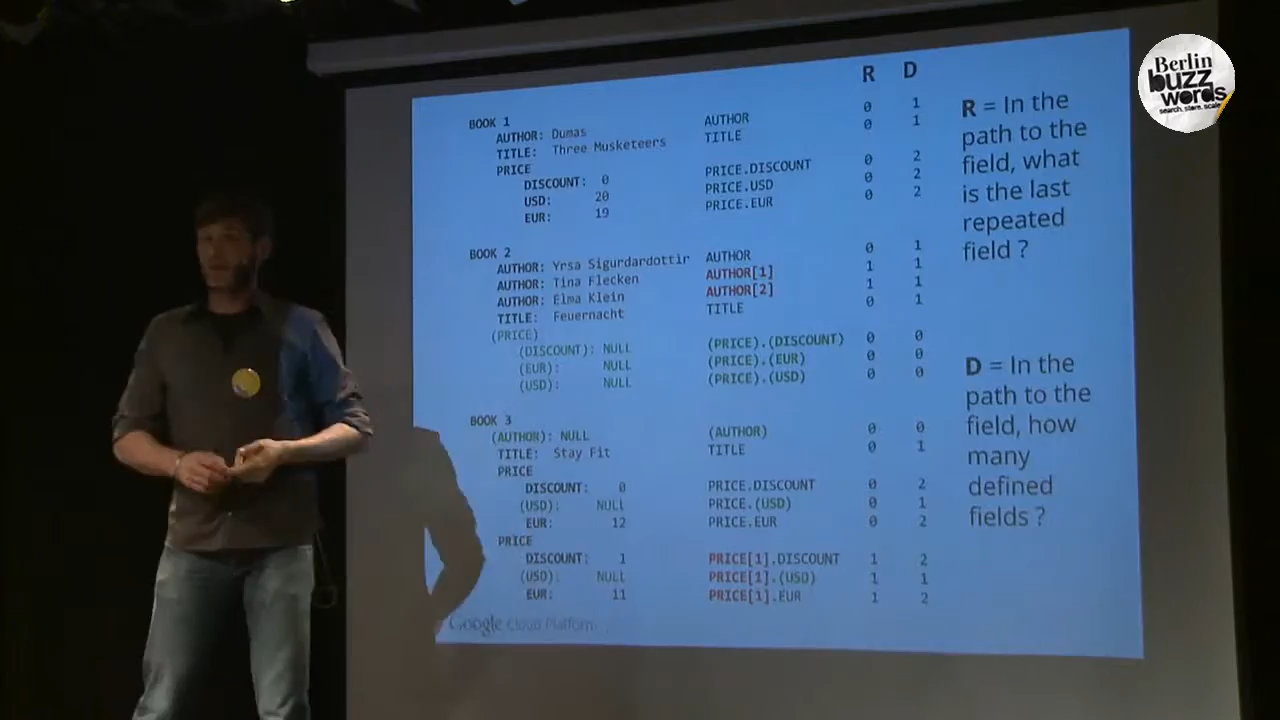 R D
BOOK 1
AUTHOR: Dumas AUTHOR 0 1
TITLE: Three Musketeers TITLE 0 1
PRICE
DISCOUNT: 0 PRICE.DISCOUNT 0 2
USD: 20 PRICE.USD 0 2
EUR: 19 PRICE.EUR 0 2
BOOK 2
AUTHOR: Yrsa Sigurdardottir AUTHOR 0 1
AUTHOR: Tina Flecken AUTHOR[1] 1 1
AUTHOR: Elma Klein AUTHOR[2] 1 1
TITLE: Feuernacht TITLE 0 1
(PRICE)
(DISCOUNT): NULL (PRICE).(DISCOUNT) 0 0
(EUR): NULL (PRICE).(EUR) 0 0
(USD): NULL (PRICE).(USD) 0 0
BOOK 3
(AUTHOR): NULL (AUTHOR) 0 0
TITLE: Stay Fit TITLE 0 1
PRICE
DISCOUNT: 0 PRICE.DISCOUNT 0 2
(USD): NULL PRICE.(USD) 0 1
EUR: 12 PRICE.EUR 0 2
PRICE
DISCOUNT: 1 PRICE[1].DISCOUNT 1 2
(USD): NULL PRICE[1].(USD) 1 1
EUR: 11 PRICE[1].EUR 1 2
Google Cloud Platform
R = In the
path to the
field, what
is the last
repeated
field ?
D = In the
path to the
field, how
many
defined
fields ?
Berlin
buzz
words
search. store. scale.